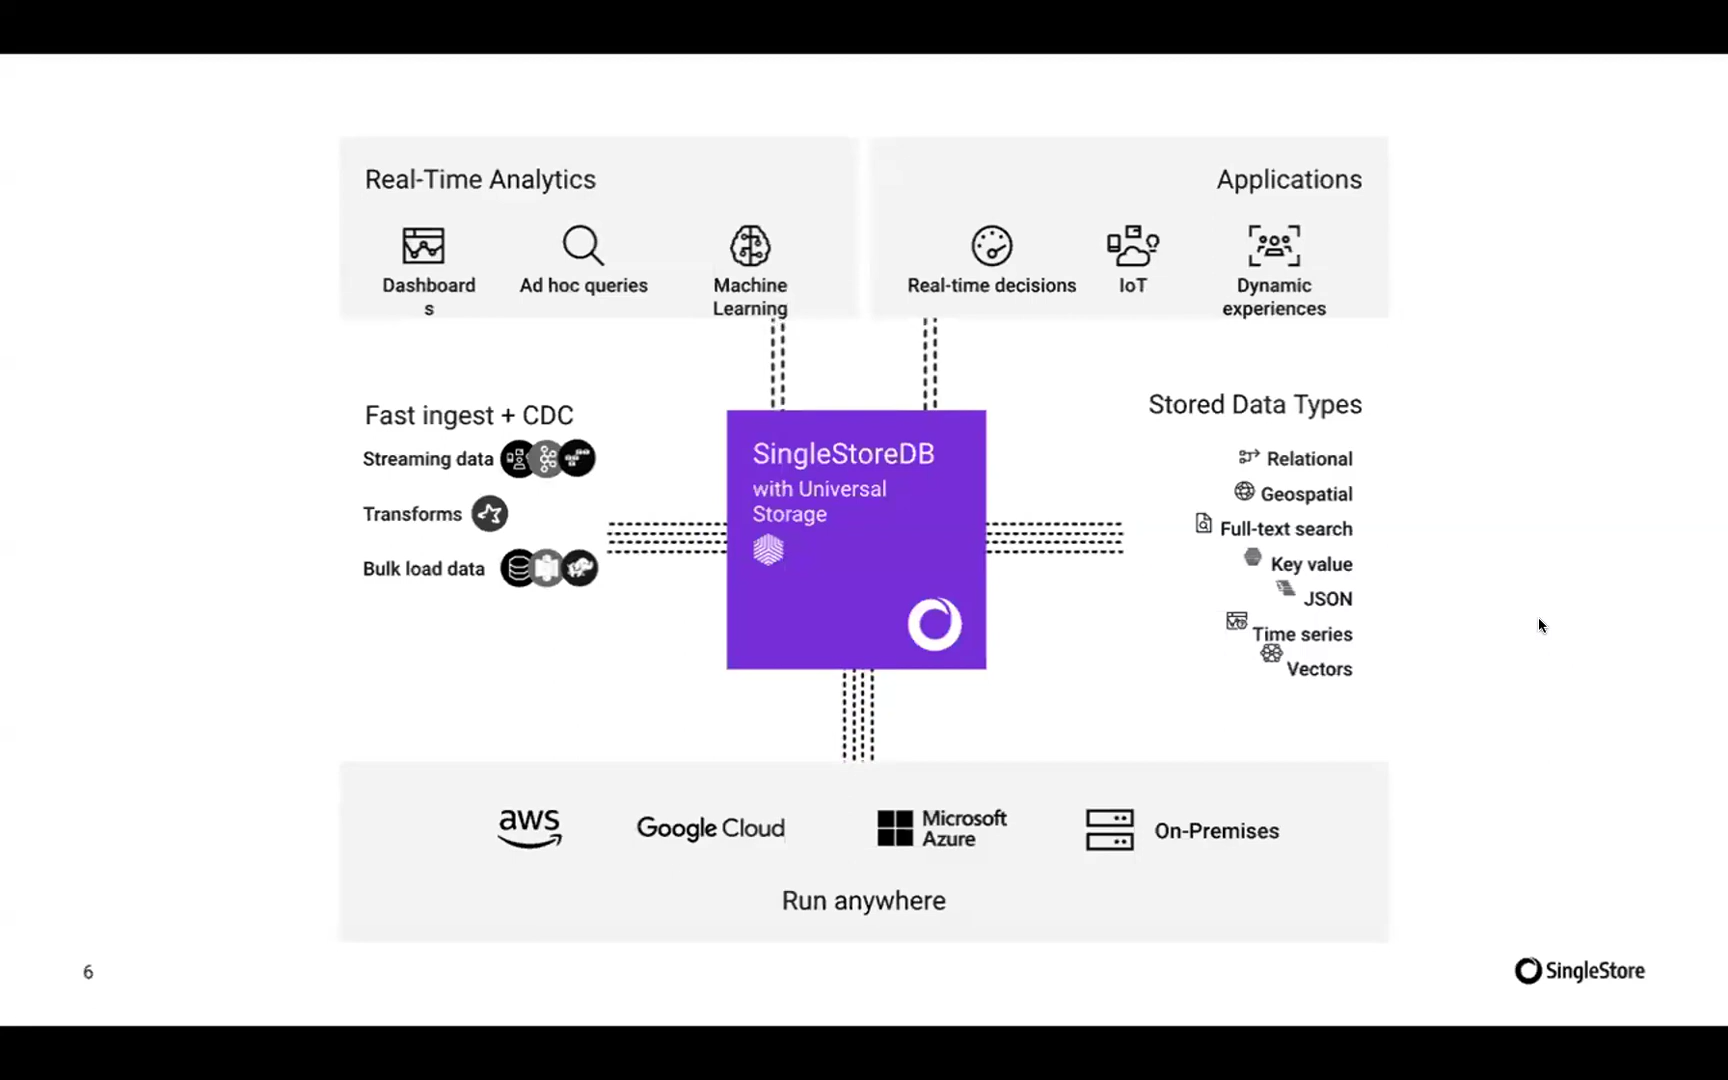 Real-Time Analytics
Dashboard
s
Ad hoc queries
Machine
Learning
Applications
Real-time decisions
IoT
Dynamic
experiences
Fast ingest + CDC
Streaming data
Transforms
Bulk load data
SingleStoreDB
with Universal
Storage
Stored Data Types
Relational
Geospatial
Full-text search
Key value
JSON
Time series
Vectors
aws
Google Cloud
Microsoft
Azure
On-Premises
Run anywhere
6
SingleStore